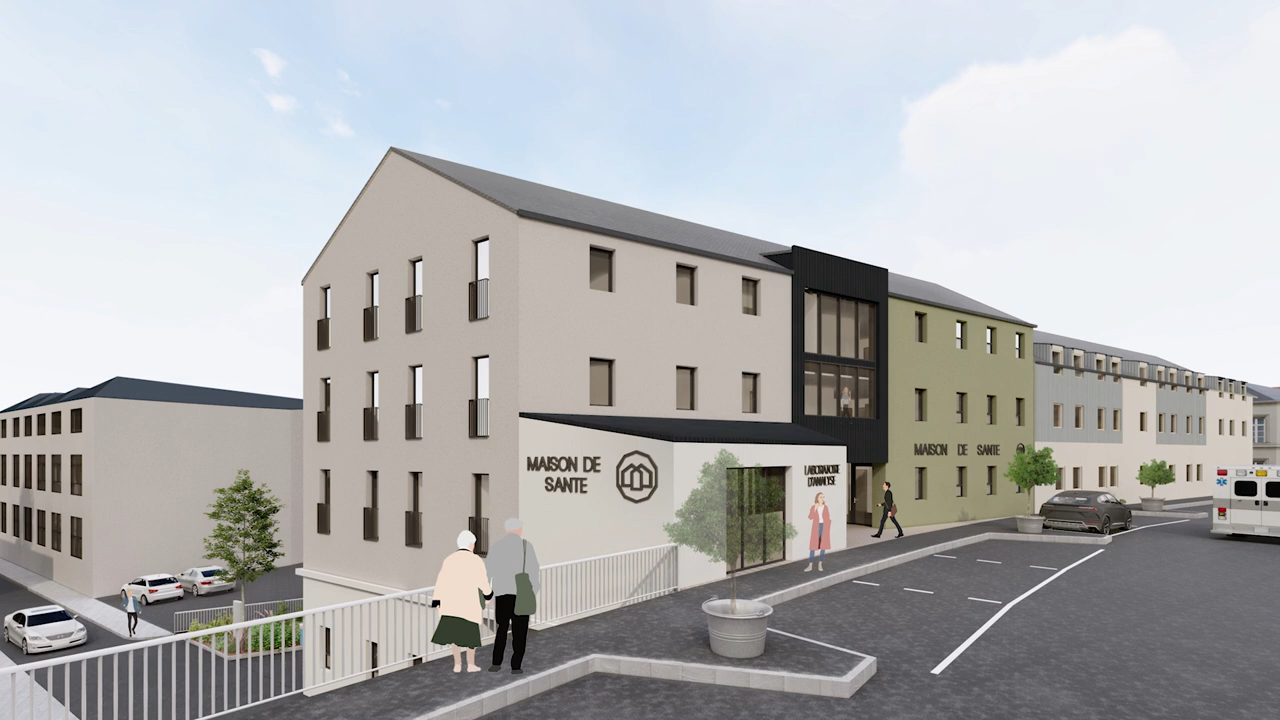 MAISON DE
SANTE
LABORATOIRE
D'ANALYSE
MAISON DE SANTE